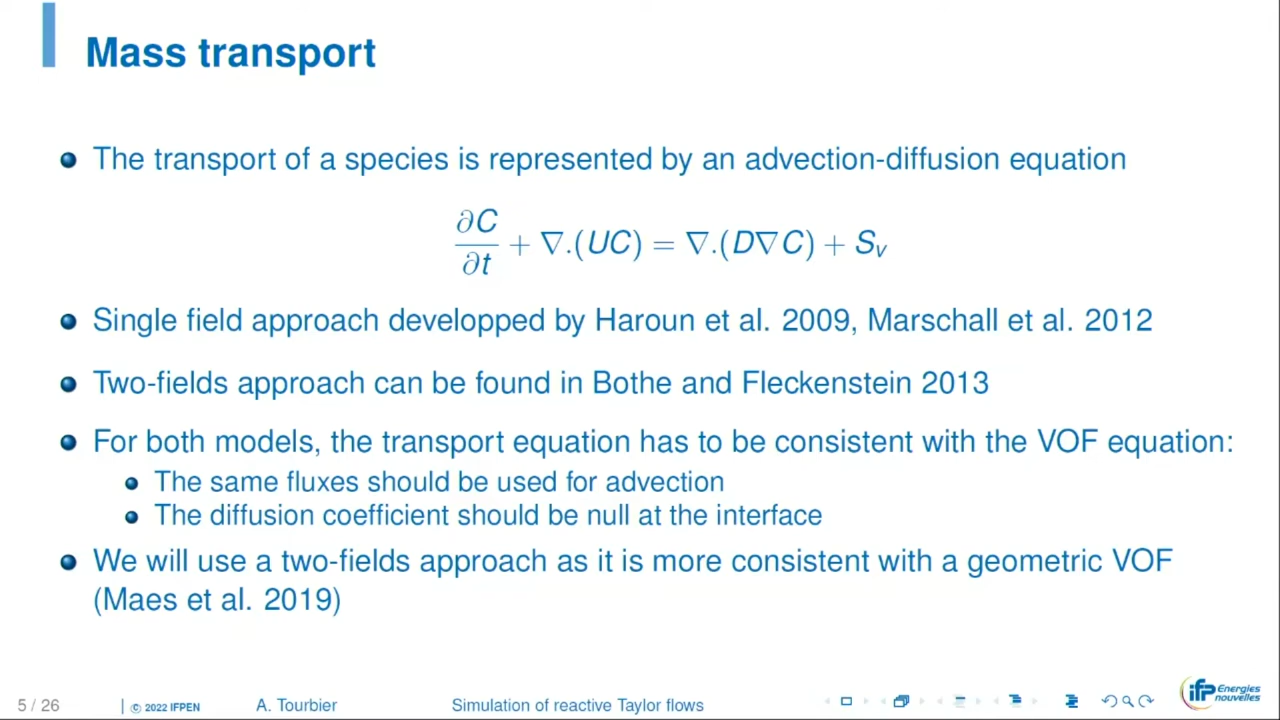 Mass transport
The transport of a species is represented by an advection-diffusion equation
∂C/∂t + ∇.(UC) = ∇.(D∇C) + S_v
Single field approach developped by Haroun et al. 2009, Marschall et al. 2012
Two-fields approach can be found in Bothe and Fleckenstein 2013
For both models, the transport equation has to be consistent with the VOF equation:
The same fluxes should be used for advection
The diffusion coefficient should be null at the interface
We will use a two-fields approach as it is more consistent with a geometric VOF
(Maes et al. 2019)
5 / 26 | © 2022 IFPEN A. Tourbier Simulation of reactive Taylor flows
ifp Energies
nouvelles